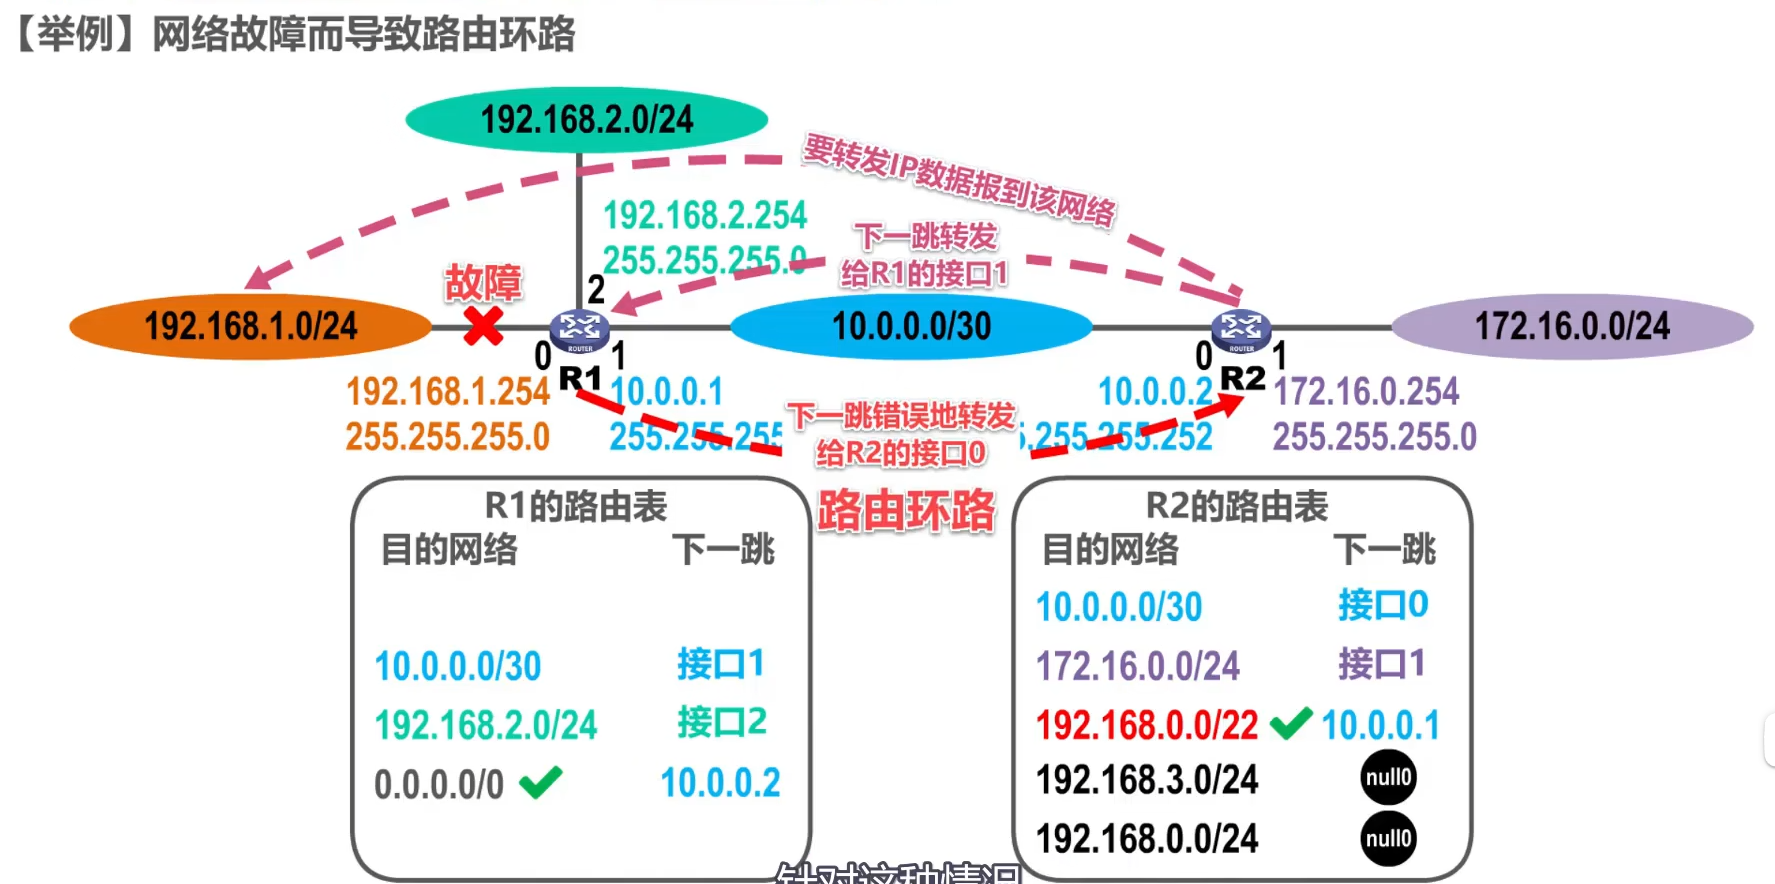 【举例】网络故障而导致路由环路
192.168.2.0/24
要转发IP数据报到该网络
192.168.2.254
255.255.255.0
下一跳转发
给R1的接口1
故障
2
192.168.1.0/24
10.0.0.0/30
172.16.0.0/24
ROUTER
ROUTER
0
1
0
1
R1
R2
192.168.1.254
255.255.255.0
10.0.0.1
255.255.255
10.0.0.2
.255.255.252
172.16.0.254
255.255.255.0
下一跳错误地转发
给R2的接口0
路由环路
R1的路由表
目的网络 下一跳
10.0.0.0/30 接口1
192.168.2.0/24 接口2
0.0.0.0/0 10.0.0.2
R2的路由表
目的网络 下一跳
10.0.0.0/30 接口0
172.16.0.0/24 接口1
192.168.0.0/22 10.0.0.1
192.168.3.0/24 null0
192.168.0.0/24 null0
针对这种情况